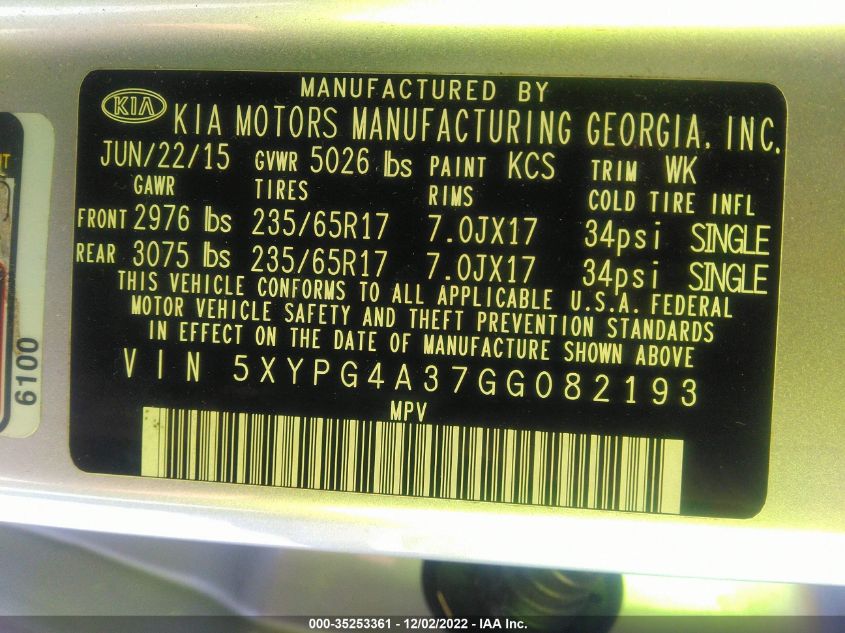 MANUFACTURED BY
KIA KIA MOTORS MANUFACTURING GEORGIA, INC.
JUN/22/15 GVWR 5026 lbs PAINT KCS TRIM WK
GAWR TIRES RIMS COLD TIRE INFL
FRONT 2976 lbs 235/65R17 7.0JX17 34psi SINGLE
REAR 3075 lbs 235/65R17 7.0JX17 34psi SINGLE
THIS VEHICLE CONFORMS TO ALL APPLICABLE U.S.A. FEDERAL
MOTOR VEHICLE SAFETY AND THEFT PREVENTION STANDARDS
IN EFFECT ON THE DATE OF MANUFACTURE SHOWN ABOVE
VIN 5XYPG4A37GG082193
MPV
6100
000-35253361 - 12/02/2022 - IAA Inc.